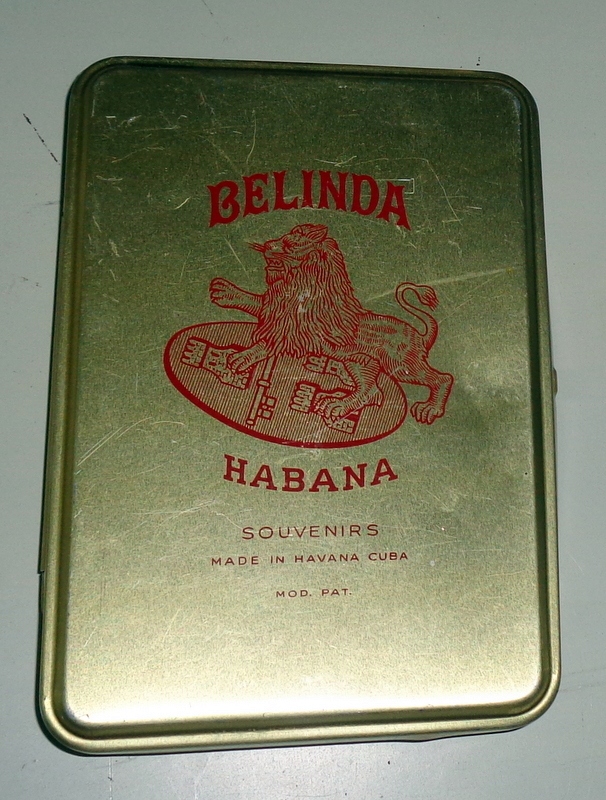 BELINDA
HABANA
SOUVENIRS
MADE IN HAVANA CUBA
MOD. PAT.